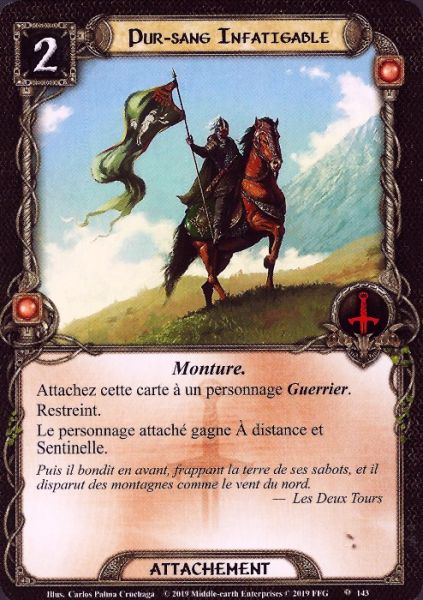 2
Pur-sang Infatigable
Monture.
Attachez cette carte à un personnage Guerrier.
Restreint.
Le personnage attaché gagne À distance et
Sentinelle.
Puis il bondit en avant, frappant la terre de ses sabots, et il
disparut des montagnes comme le vent du nord.
— Les Deux Tours
ATTACHEMENT
Illus. Carlos Palma Cruchaga © 2019 Middle-earth Enterprises © 2019 FFG 143